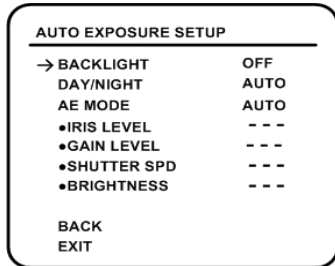 AUTO EXPOSURE SETUP
→ BACKLIGHT OFF
DAY/NIGHT AUTO
AE MODE AUTO
•IRIS LEVEL - - -
•GAIN LEVEL - - -
•SHUTTER SPD - - -
•BRIGHTNESS - - -
BACK
EXIT